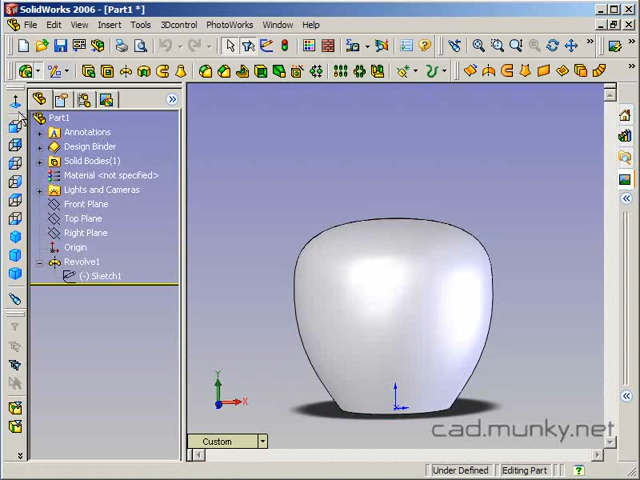 SolidWorks 2006 - [Part1 *]
File Edit View Insert Tools 3Dcontrol PhotoWorks Window Help
Part1
Annotations
Design Binder
Solid Bodies(1)
Material <not specified>
Lights and Cameras
Front Plane
Top Plane
Right Plane
Origin
Revolve1
(-) Sketch1
Y
X
Custom
cad.munky.net
Under Defined Editing Part